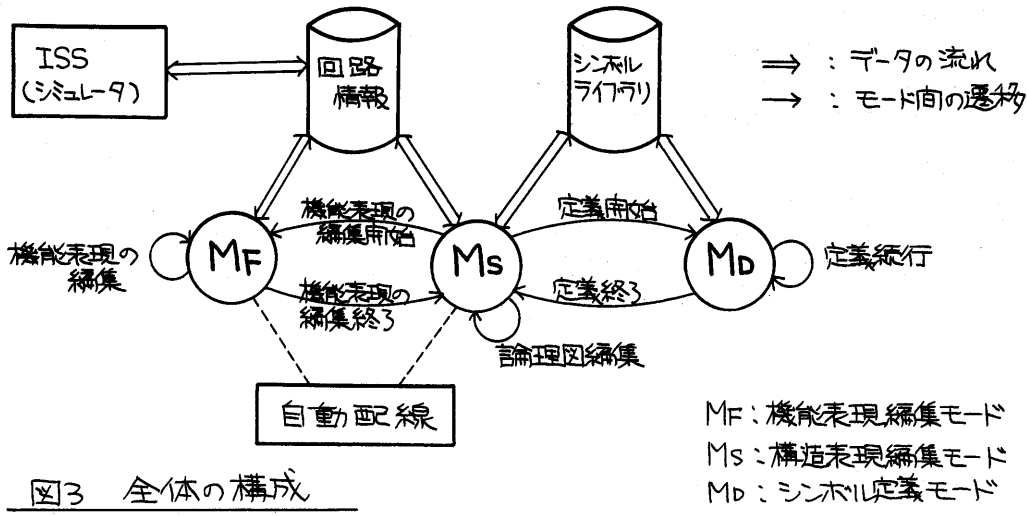 ISS
(シミュレータ)
回路
情報
シンボル
ライブラリ
⇒ : データの流れ
→ : モード間の遷移
機能表現の
編集開始
定義開始
機能表現の
編集
MF
MS
MD
定義続行
機能表現の
編集終了
定義終了
論理図編集
自動配線
MF:機能表現編集モード
MS:構造表現編集モード
MD:シンボル定義モード
図3 全体の構成